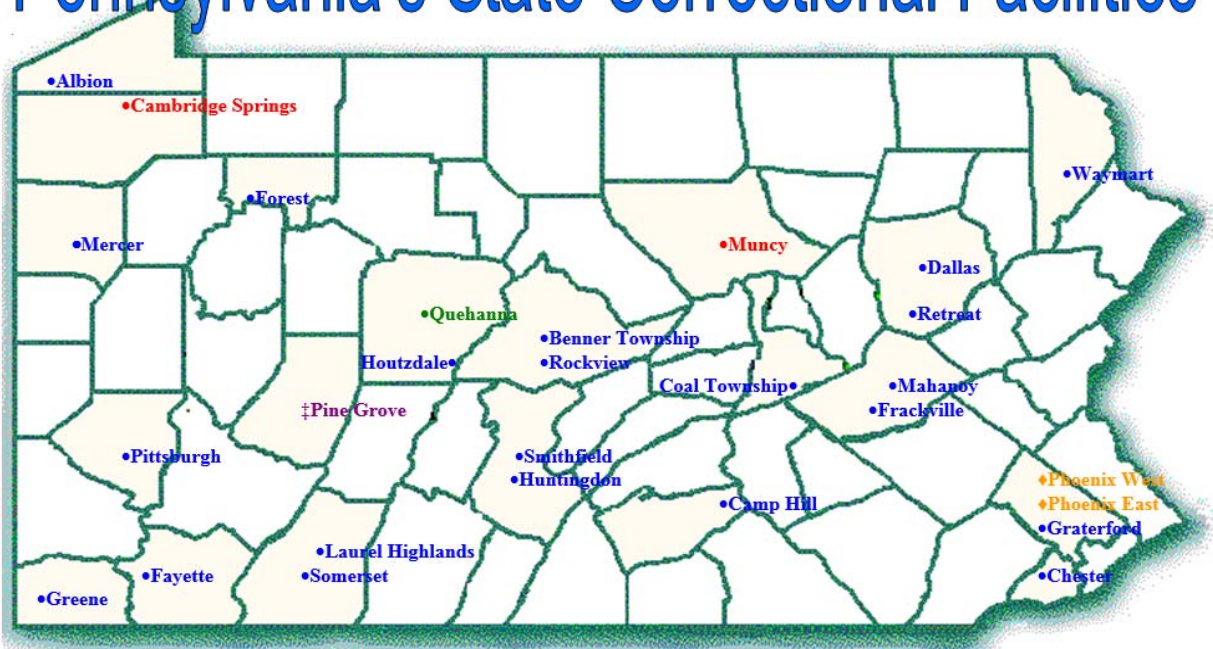 Pennsylvania's State Correctional Facilities
•Albion
•Cambridge Springs
•Waymart
•Forest
•Mercer
•Muncy
•Dallas
•Quehanna
•Retreat
•Benner Township
Houtzdale•
•Rockview
Coal Township•
•Mahanoy
‡Pine Grove
•Frackville
•Pittsburgh
•Smithfield
•Huntingdon
♦Phoenix West
•Camp Hill
♦Phoenix East
•Graterford
•Laurel Highlands
•Fayette
•Somerset
•Chester
•Greene